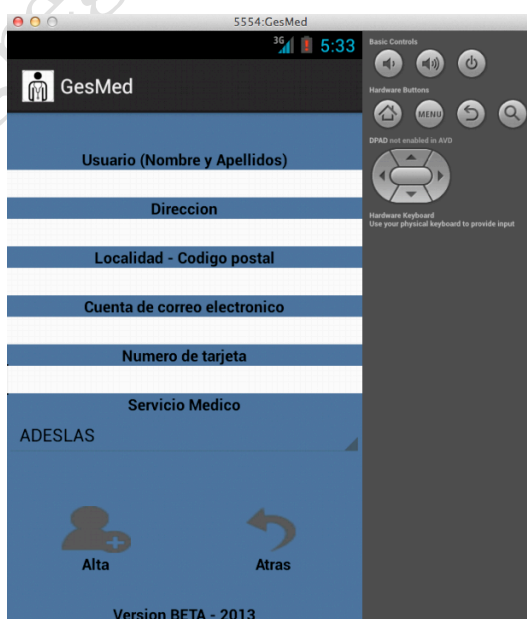 5554:GesMed
3G 5:33
GesMed
Usuario (Nombre y Apellidos)
Direccion
Localidad - Codigo postal
Cuenta de correo electronico
Numero de tarjeta
Servicio Medico
ADESLAS
Alta
Atras
Version BETA - 2013
Basic Controls
Hardware Buttons
MENU
DPAD not enabled in AVD
Hardware Keyboard
Use your physical keyboard to provide input